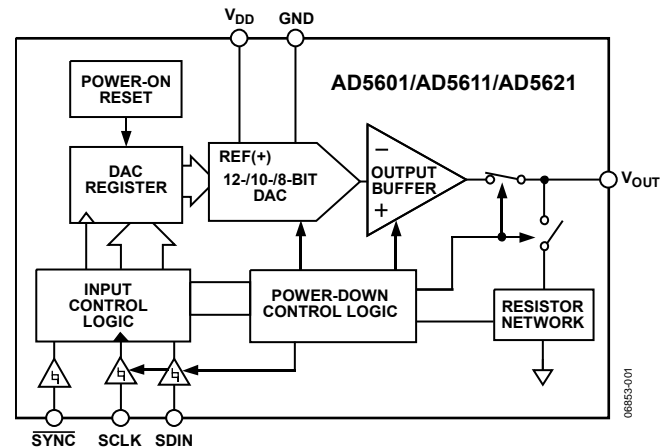 VDD GND
AD5601/AD5611/AD5621
POWER-ON
RESET
DAC
REGISTER
REF(+)
12-/10-/8-BIT
DAC
–
OUTPUT
BUFFER
+
VOUT
INPUT
CONTROL
LOGIC
POWER-DOWN
CONTROL LOGIC
RESISTOR
NETWORK
SYNC SCLK SDIN
06853-001